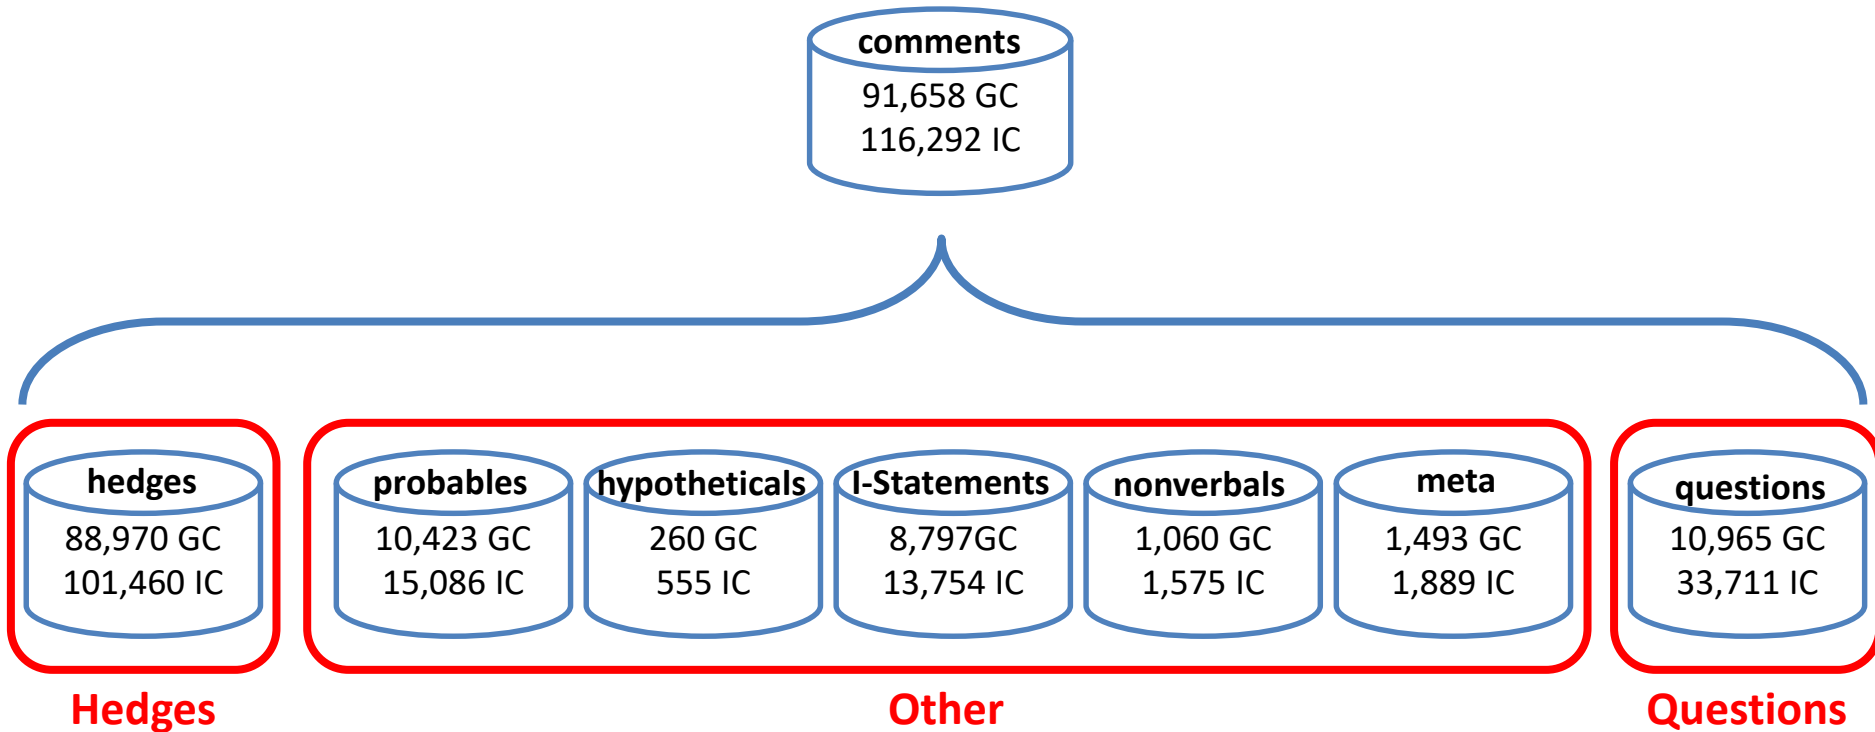 comments
91,658 GC
116,292 IC
hedges
88,970 GC
101,460 IC
probables
10,423 GC
15,086 IC
hypotheticals
260 GC
555 IC
I-Statements
8,797GC
13,754 IC
nonverbals
1,060 GC
1,575 IC
meta
1,493 GC
1,889 IC
questions
10,965 GC
33,711 IC
Hedges
Other
Questions